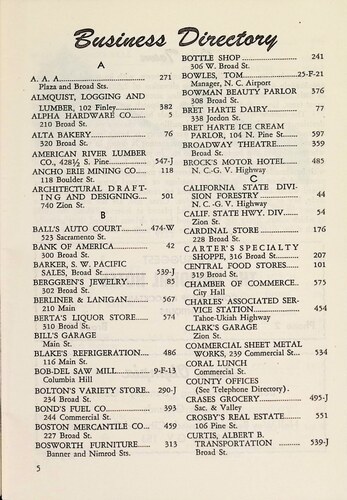 Business Directory
A
A. A. A. 271
Plaza and Broad Sts.
ALMQUIST, LOGGING AND
LUMBER, 102 Finley 382
ALPHA HARDWARE CO. 5
210 Broad St.
ALTA BAKERY 76
320 Broad St.
AMERICAN RIVER LUMBER
CO., 428½ S. Pine 547-J
ANCHO ERIE MINING CO. 118
118 Boulder St.
ARCHITECTURAL DRAFT-
ING AND DESIGNING 501
740 Zion St.
B
BALL'S AUTO COURT 474-W
523 Sacramento St.
BANK OF AMERICA 42
300 Broad St.
BARKER, S. W. PACIFIC
SALES, Broad St. 539-J
BERGGREN'S JEWELRY 85
302 Broad St.
BERLINER & LANIGAN 567
210 Main
BERTA'S LIQUOR STORE 574
310 Broad St.
BILL'S GARAGE
Main St.
BLAKE'S REFRIGERATION 486
116 Main St.
BOB-DEL SAW MILL 9-F-13
Columbia Hill
BOLTON'S VARIETY STORE 290-J
234 Broad St.
BOND'S FUEL CO. 393
244 Commercial St.
BOSTON MERCANTILE CO. 459
227 Broad St.
BOSWORTH FURNITURE 313
Banner and Nimrod Sts.
BOTTLE SHOP 241
306 W. Broad St.
BOWLES, TOM 25-F-21
Manager, N. C. Airport
BOWMAN BEAUTY PARLOR 376
308 Broad St.
BRET HARTE DAIRY 77
338 Jordon St.
BRET HARTE ICE CREAM
PARLOR, 104 N. Pine St. 597
BROADWAY THEATRE 359
Broad St.
BROCK'S MOTOR HOTEL 485
N. C.-G. V. Highway
C
CALIFORNIA STATE DIVI-
SION FORESTRY 44
N. C.-G. V. Highway
CALIF. STATE HWY. DIV. 54
Zion St.
CARDINAL STORE 176
228 Broad St.
CARTER'S SPECIALTY
SHOPPE, 316 Broad St. 207
CENTRAL FOOD STORES 101
319 Broad St.
CHAMBER OF COMMERCE 575
City Hall
CHARLES' ASSOCIATED SER-
VICE STATION 454
Tahoe-Ukiah Highway
CLARK'S GARAGE
Zion St.
COMMERCIAL SHEET METAL
WORKS, 239 Commercial St. 534
CORAL LUNCH
Commercial St.
COUNTY OFFICES
(See Telephone Directory).
CRASES GROCERY 495-J
Sac. & Valley
CROSBY'S REAL ESTATE 551
106 Pine St.
CURTIS, ALBERT B.
TRANSPORTATION 539-J
Broad St.
5